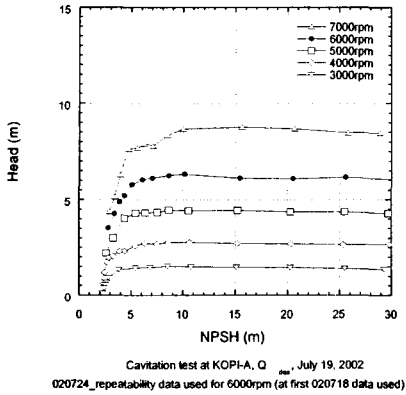 7000rpm
6000rpm
5000rpm
4000rpm
3000rpm
15
10
5
0
Head (m)
0 5 10 15 20 25 30
NPSH (m)
Cavitation test at KOPI-A, Q des, July 19, 2002
020724_repeatability data used for 6000rpm (at first 020718 data used)